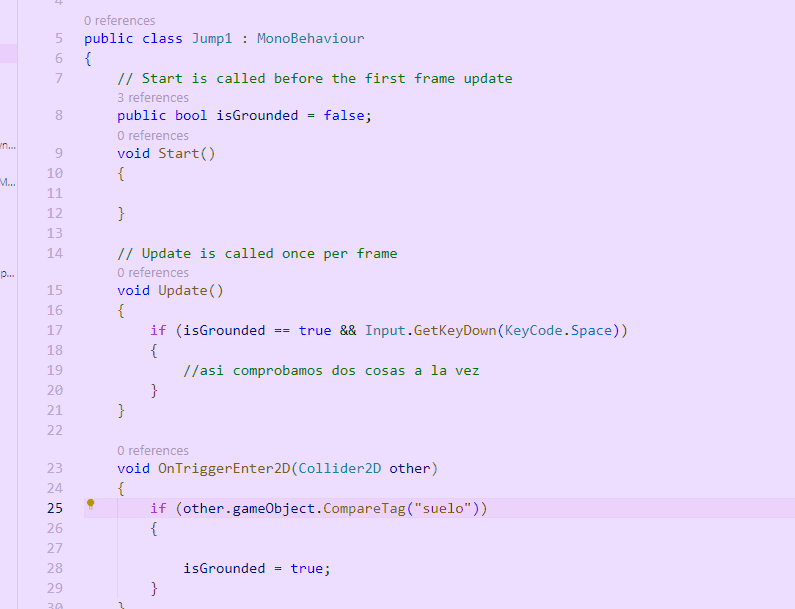 4
0 references
5 public class Jump1 : MonoBehaviour
6 {
7 // Start is called before the first frame update
3 references
8 public bool isGrounded = false;
0 references
9 void Start()
10 {
11
12 }
13
14 // Update is called once per frame
0 references
15 void Update()
16 {
17 if (isGrounded == true && Input.GetKeyDown(KeyCode.Space))
18 {
19 //asi comprobamos dos cosas a la vez
20 }
21 }
22
0 references
23 void OnTriggerEnter2D(Collider2D other)
24 {
25 if (other.gameObject.CompareTag("suelo"))
26 {
27
28 isGrounded = true;
29 }
30 }